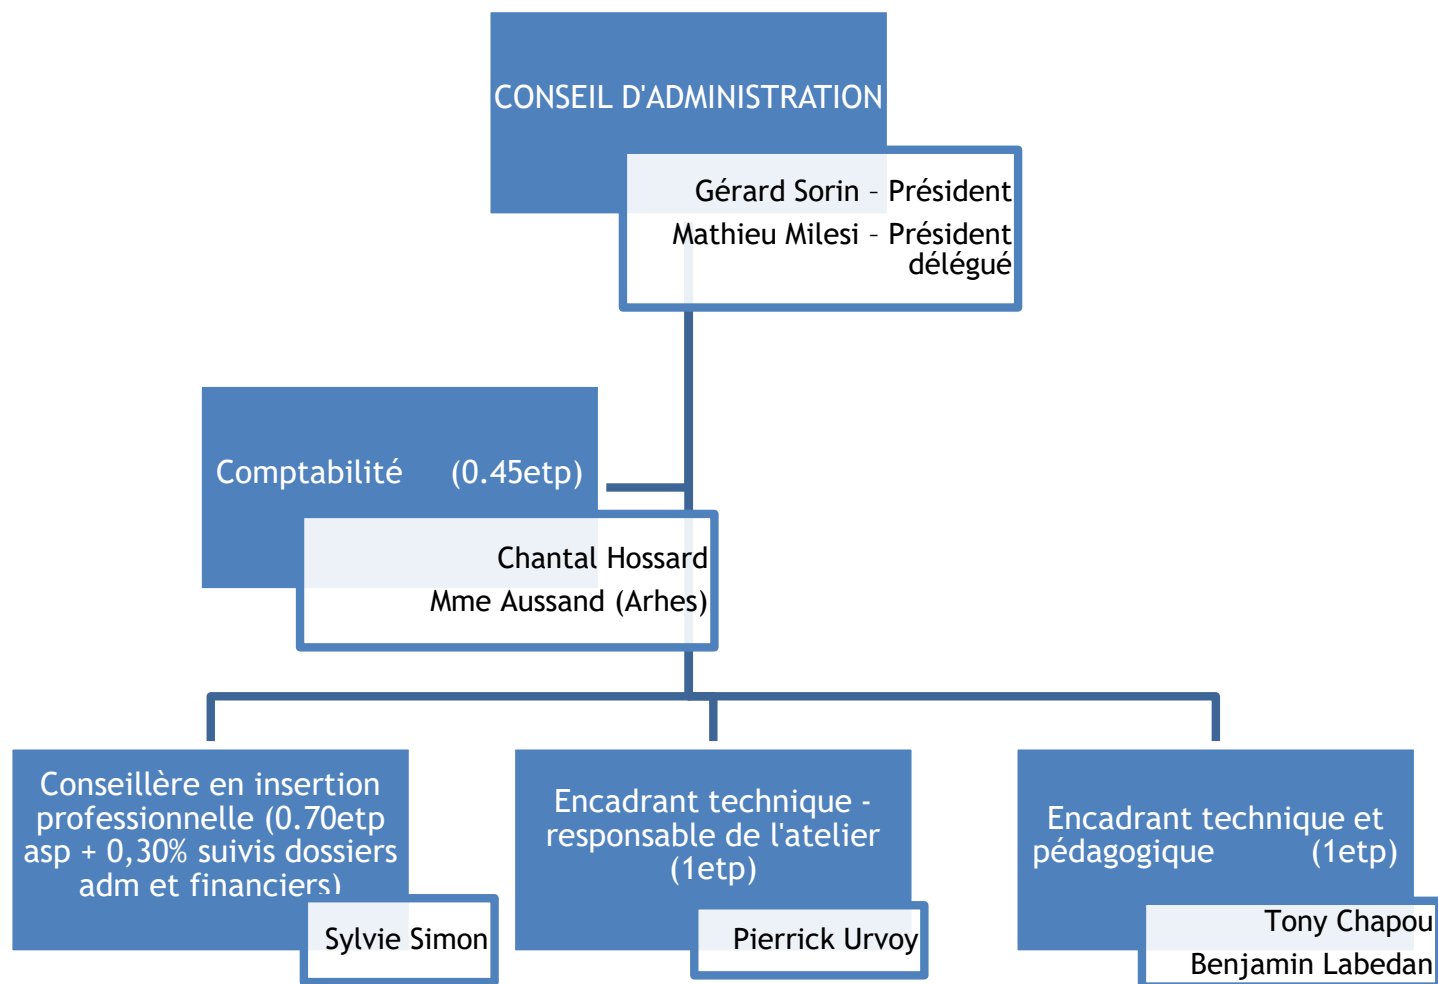 CONSEIL D'ADMINISTRATION
Gérard Sorin – Président
Mathieu Milesi – Président
délégué
Comptabilité (0.45etp)
Chantal Hossard
Mme Aussand (Arhes)
Conseillère en insertion
professionnelle (0.70etp
asp + 0,30% suivis dossiers
adm et financiers)
Sylvie Simon
Encadrant technique -
responsable de l'atelier
(1etp)
Pierrick Urvoy
Encadrant technique et
pédagogique (1etp)
Tony Chapou
Benjamin Labedan